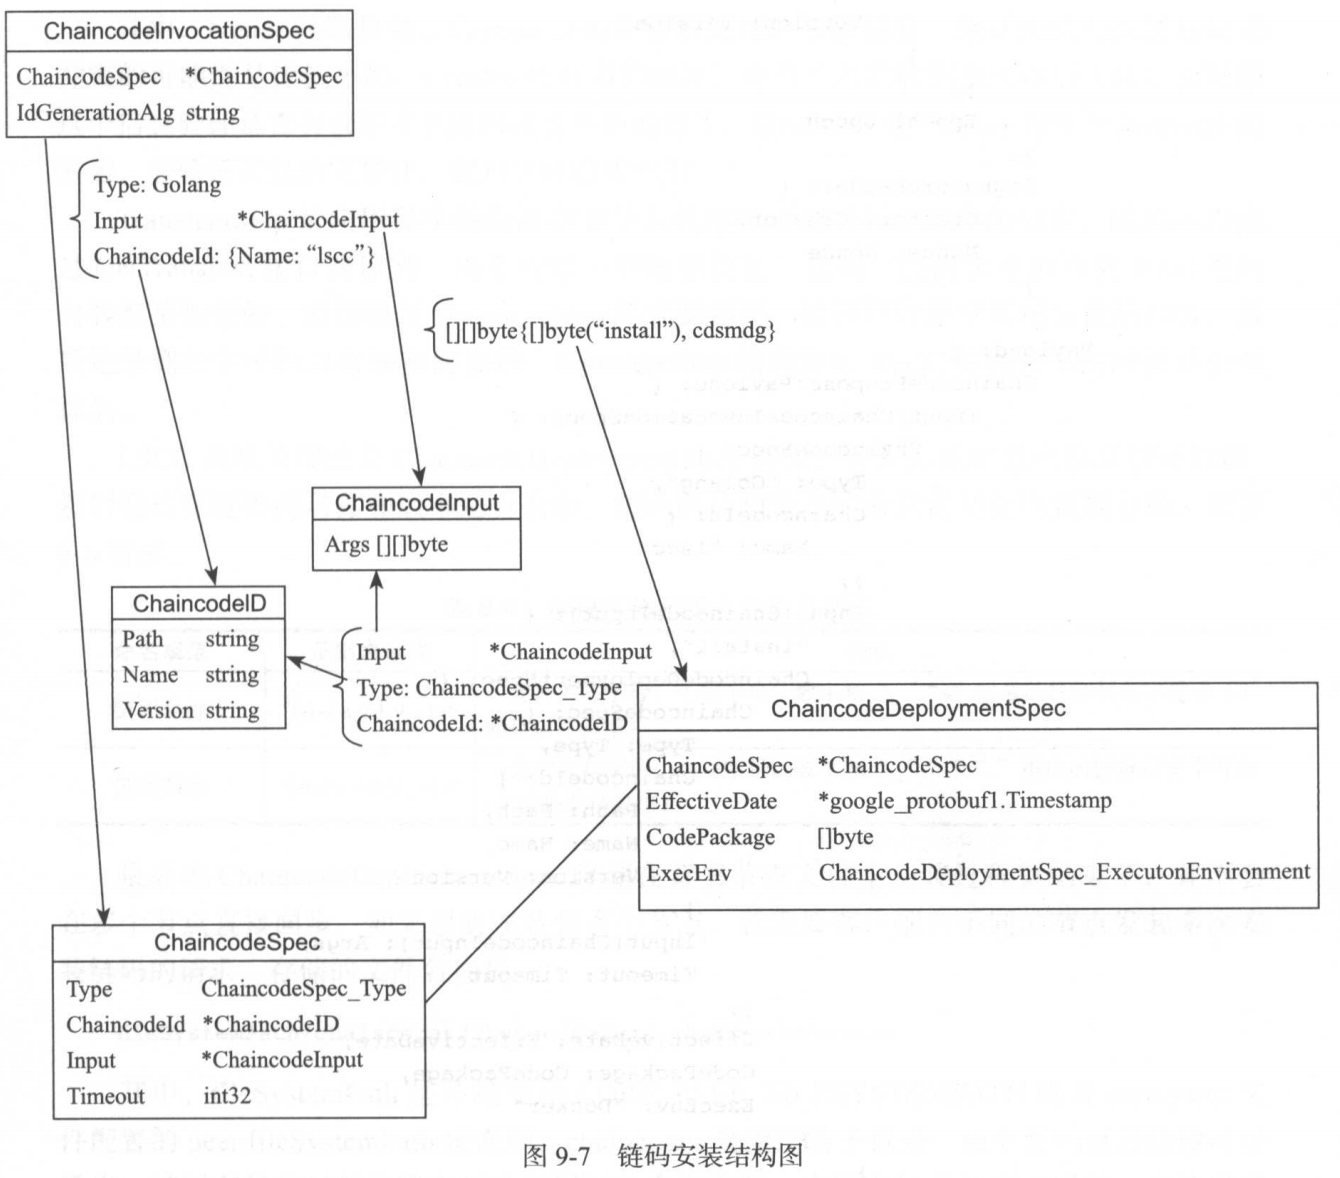 ChaincodeInvocationSpec
ChaincodeSpec *ChaincodeSpec
IdGenerationAlg string
Type: Golang
Input *ChaincodeInput
ChaincodeId: {Name: “lscc”}
[][]byte{[]byte(“install”), cdsmdg}
ChaincodeInput
Args [][]byte
ChaincodeID
Path string
Name string
Version string
Input *ChaincodeInput
Type: ChaincodeSpec_Type
ChaincodeId: *ChaincodeID
ChaincodeDeploymentSpec
ChaincodeSpec *ChaincodeSpec
EffectiveDate *google_protobuf1.Timestamp
CodePackage []byte
ExecEnv ChaincodeDeploymentSpec_ExecutonEnvironment
ChaincodeSpec
Type ChaincodeSpec_Type
ChaincodeId *ChaincodeID
Input *ChaincodeInput
Timeout int32
图 9-7 链码安装结构图